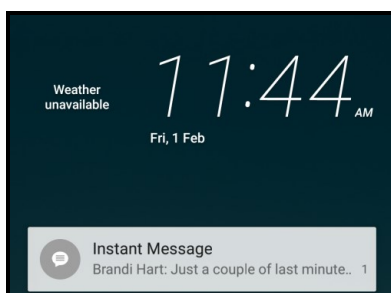 Weather
unavailable
11:44 AM
Fri, 1 Feb
Instant Message
Brandi Hart: Just a couple of last minute.. 1